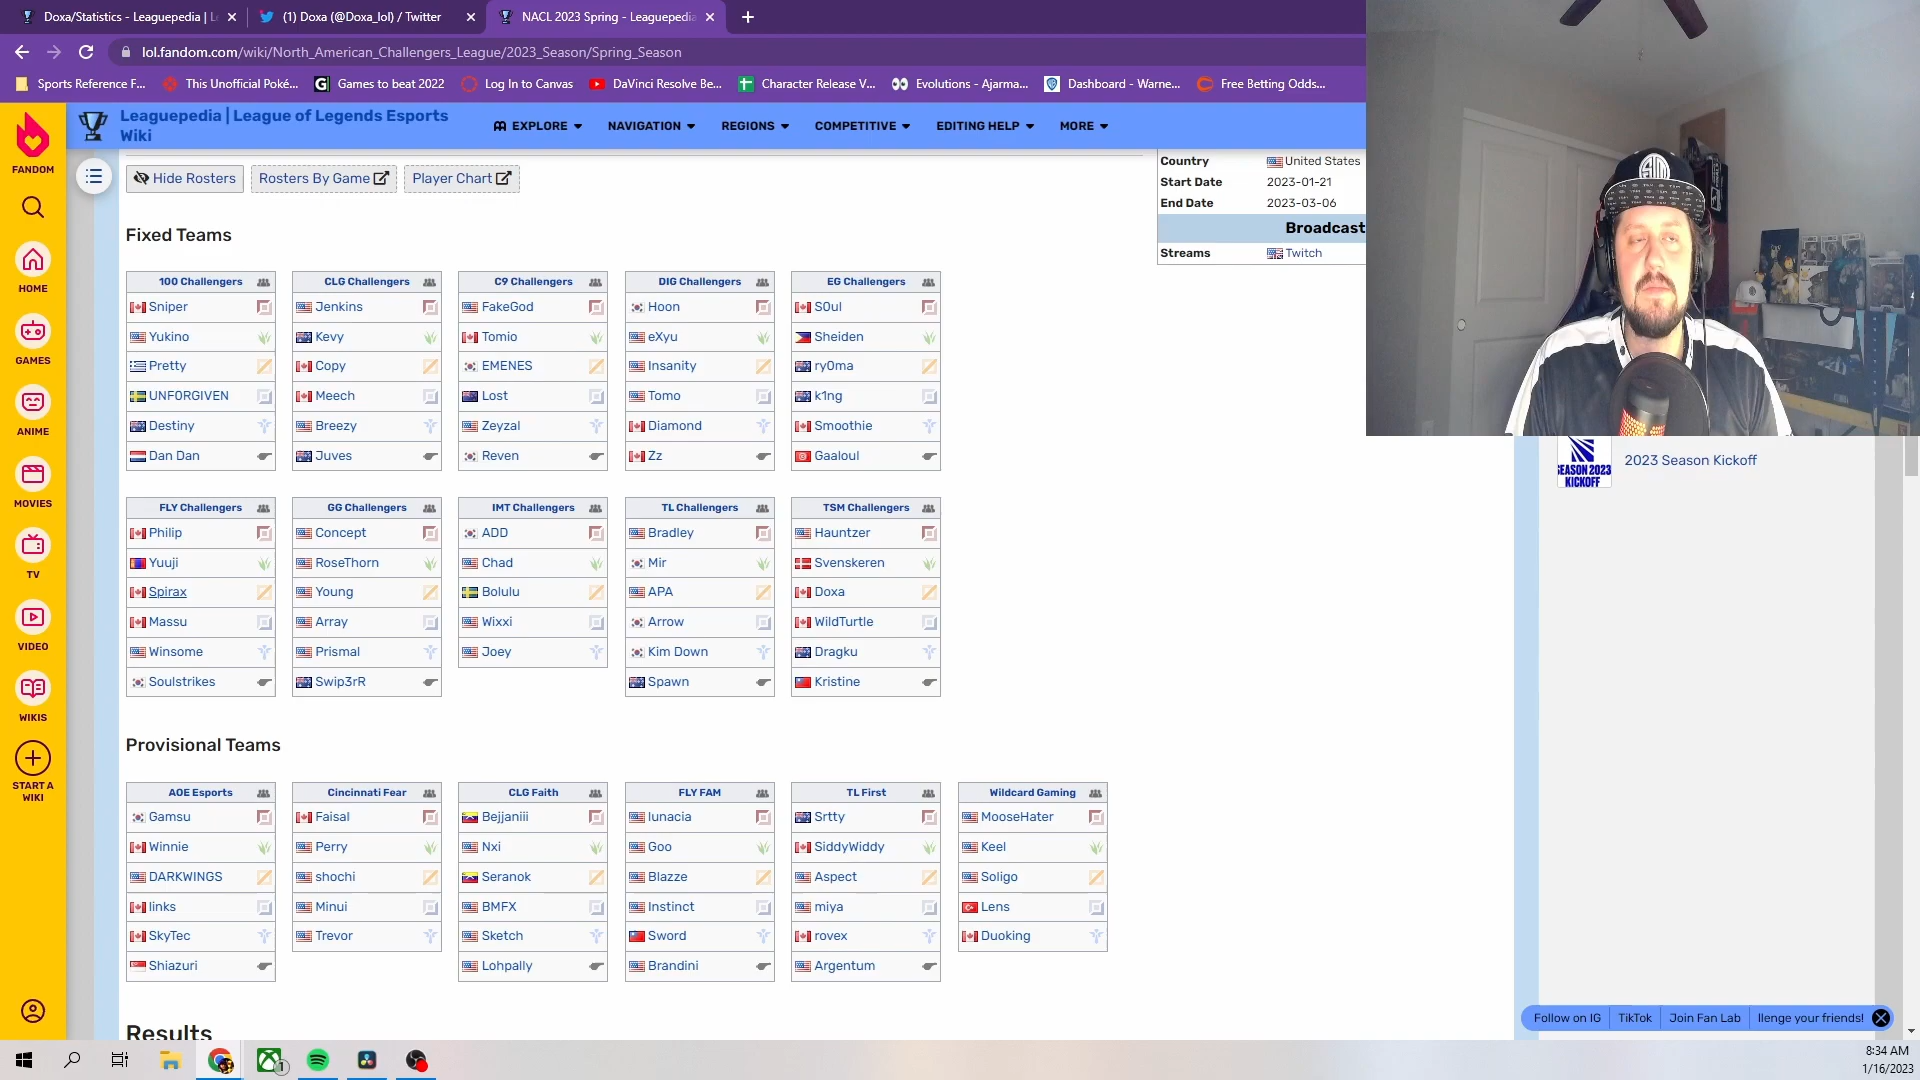 Doxa/Statistics - Leaguepedia | L
(1) Doxa (@Doxa_lol) / Twitter
NACL 2023 Spring - Leaguepedia
lol.fandom.com/wiki/North_American_Challengers_League/2023_Season/Spring_Season
Sports Reference F...
This Unofficial Poké...
Games to beat 2022
Log In to Canvas
DaVinci Resolve Be...
Character Release V...
Evolutions - Ajarma...
Dashboard - Warne...
Free Betting Odds...
FANDOM
HOME
GAMES
ANIME
MOVIES
TV
VIDEO
WIKIS
START A
WIKI
Leaguepedia | League of Legends Esports
Wiki
EXPLORE
NAVIGATION
REGIONS
COMPETITIVE
EDITING HELP
MORE
Hide Rosters
Rosters By Game
Player Chart
Country United States
Start Date 2023-01-21
End Date 2023-03-06
Broadcast
Streams Twitch
TSM
Fixed Teams
100 Challengers
Sniper
Yukino
Pretty
UNF0RGIVEN
Destiny
Dan Dan
CLG Challengers
Jenkins
Kevy
Copy
Meech
Breezy
Juves
C9 Challengers
FakeGod
Tomio
EMENES
Lost
Zeyzal
Reven
DIG Challengers
Hoon
eXyu
Insanity
Tomo
Diamond
Zz
EG Challengers
S0ul
Sheiden
ry0ma
k1ng
Smoothie
Gaaloul
FLY Challengers
Philip
Yuuji
Spirax
Massu
Winsome
Soulstrikes
GG Challengers
Concept
RoseThorn
Young
Array
Prismal
Swip3rR
IMT Challengers
ADD
Chad
Bolulu
Wixxi
Joey
TL Challengers
Bradley
Mir
APA
Arrow
Kim Down
Spawn
TSM Challengers
Hauntzer
Svenskeren
Doxa
WildTurtle
Dragku
Kristine
Provisional Teams
AOE Esports
Gamsu
Winnie
DARKWINGS
links
SkyTec
Shiazuri
Cincinnati Fear
Faisal
Perry
shochi
Minui
Trevor
CLG Faith
Bejjaniii
Nxi
Seranok
BMFX
Sketch
Lohpally
FLY FAM
lunacia
Goo
Blazze
Instinct
Sword
Brandini
TL First
Srtty
SiddyWiddy
Aspect
miya
rovex
Argentum
Wildcard Gaming
MooseHater
Keel
Soligo
Lens
Duoking
Results
SEASON 2023
KICKOFF
2023 Season Kickoff
Follow on IG
TikTok
Join Fan Lab
llenge your friends!
1
8:34 AM
1/16/2023